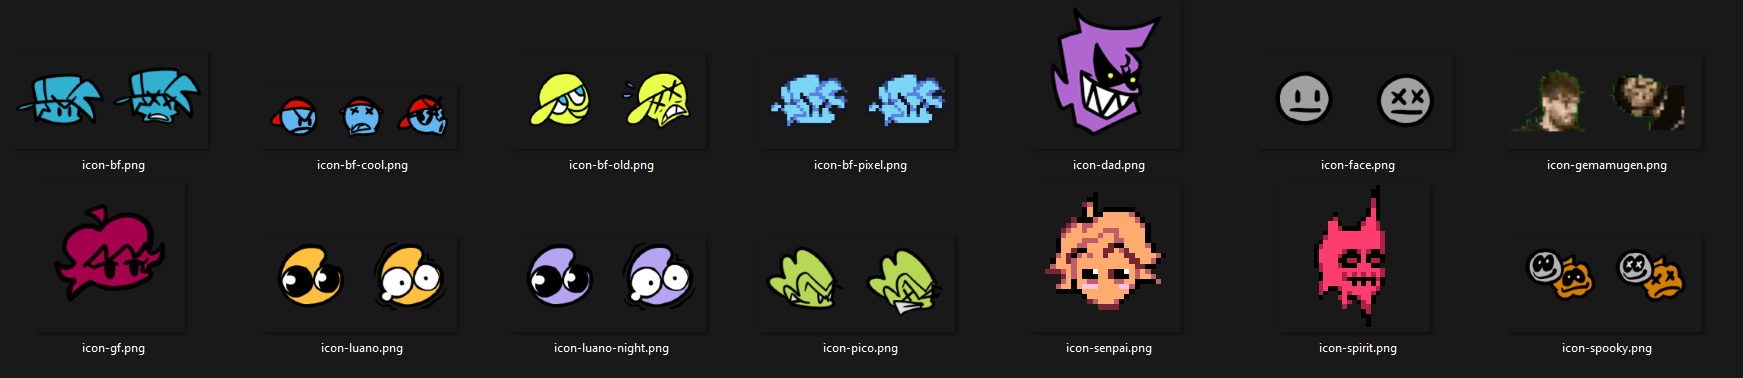 icon-bf.png
icon-bf-cool.png
icon-bf-old.png
icon-bf-pixel.png
icon-dad.png
icon-face.png
icon-gemamugen.png
icon-gf.png
icon-luano.png
icon-luano-night.png
icon-pico.png
icon-senpai.png
icon-spirit.png
icon-spooky.png